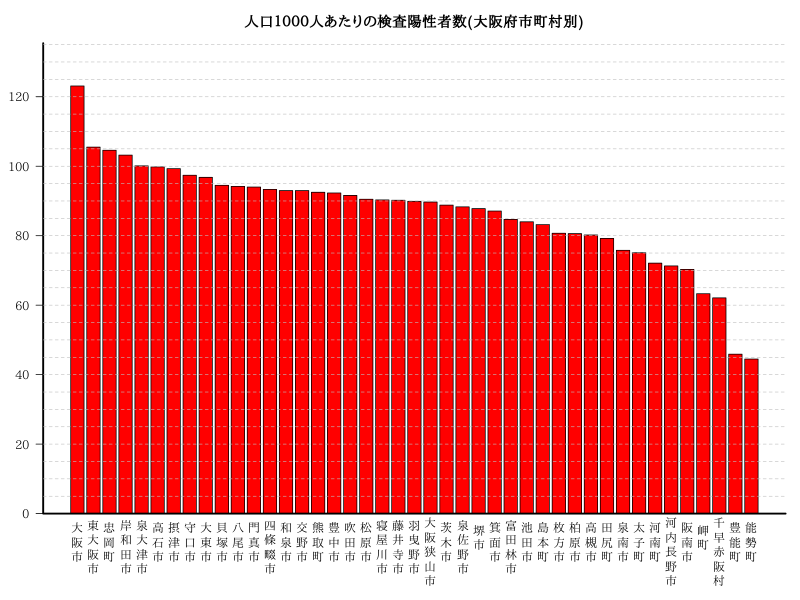 人口1000人あたりの検査陽性者数(大阪府市町村別)
120
100
80
60
40
20
0
大阪市
東大阪市
忠岡町
岸和田市
泉大津市
高石市
摂津市
守口市
大東市
貝塚市
八尾市
門真市
四條畷市
和泉市
交野市
熊取町
豊中市
吹田市
松原市
寝屋川市
藤井寺市
羽曳野市
大阪狭山市
茨木市
泉佐野市
堺市
箕面市
富田林市
池田市
島本町
枚方市
柏原市
高槻市
田尻町
泉南市
太子町
河南町
河内長野市
阪南市
岬町
千早赤阪村
豊能町
能勢町